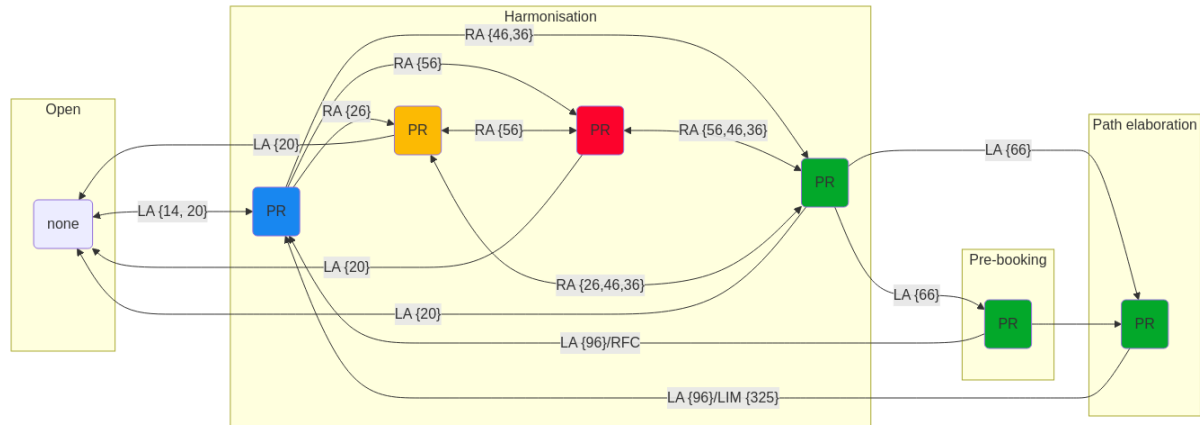 Harmonisation
RA {46,36}
RA {56}
Open
RA {26}
Path elaboration
PR
RA {56}
PR
RA {56,46,36}
LA {20}
LA {66}
PR
none
LA {14, 20}
PR
Pre-booking
LA {20}
RA {26,46,36}
LA {66}
LA {20}
PR
PR
LA {96}/RFC
LA {96}/LIM {325}